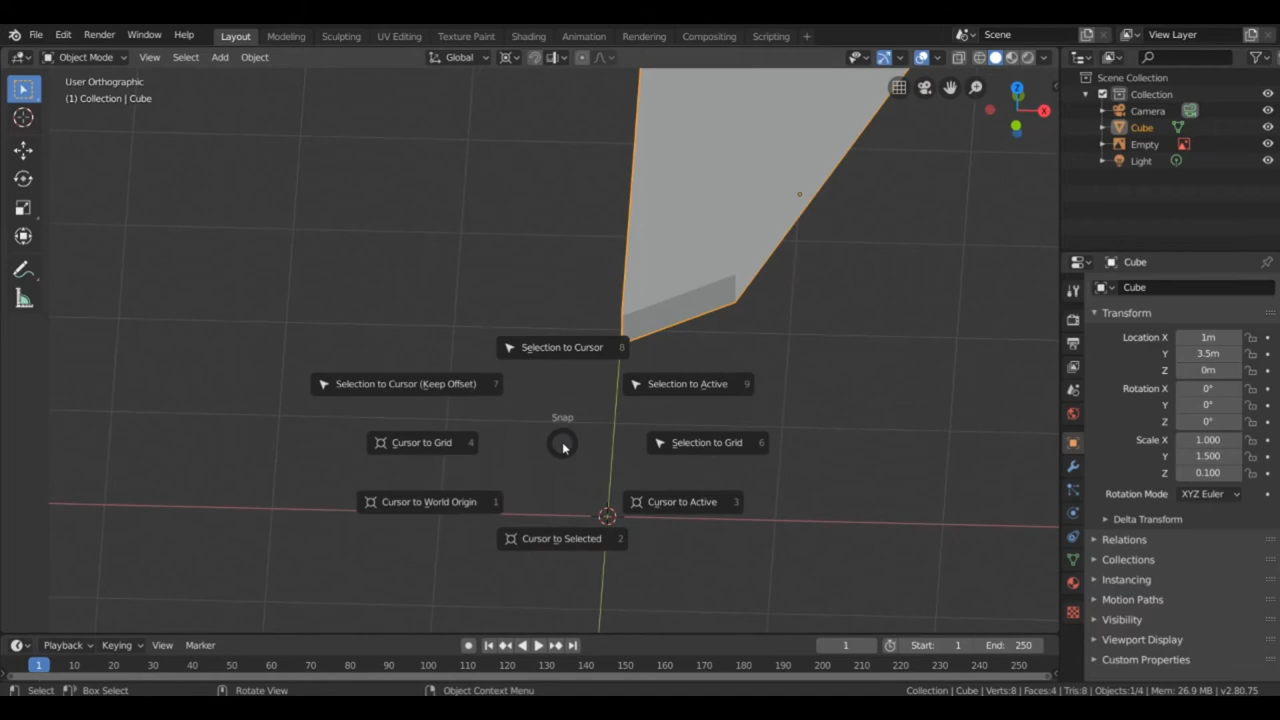 File Edit Render Window Help Layout Modeling Sculpting UV Editing Texture Paint Shading Animation Rendering Compositing Scripting + Scene View Layer
Object Mode View Select Add Object Global
User Orthographic
(1) Collection | Cube
Z
X
Scene Collection
Collection
Camera
Cube
Empty
Light
Selection to Cursor 8
Selection to Cursor (Keep Offset) 7
Selection to Active 9
Snap
Cursor to Grid 4
Selection to Grid 6
Cursor to World Origin 1
Cursor to Active 3
Cursor to Selected 2
Cube
Cube
Transform
Location X 1m
Y 3.5m
Z 0m
Rotation X 0°
Y 0°
Z 0°
Scale X 1.000
Y 1.500
Z 0.100
Rotation Mode XYZ Euler
Delta Transform
Relations
Collections
Instancing
Motion Paths
Visibility
Viewport Display
Custom Properties
Playback Keying View Marker 1 Start: 1 End: 250
1 10 20 30 40 50 60 70 80 90 100 110 120 130 140 150 160 170 180 190 200 210 220 230 240 250
Select Box Select Rotate View Object Context Menu Collection | Cube | Verts:8 | Faces:4 | Tris:8 | Objects:1/4 | Mem: 26.9 MB | v2.80.75